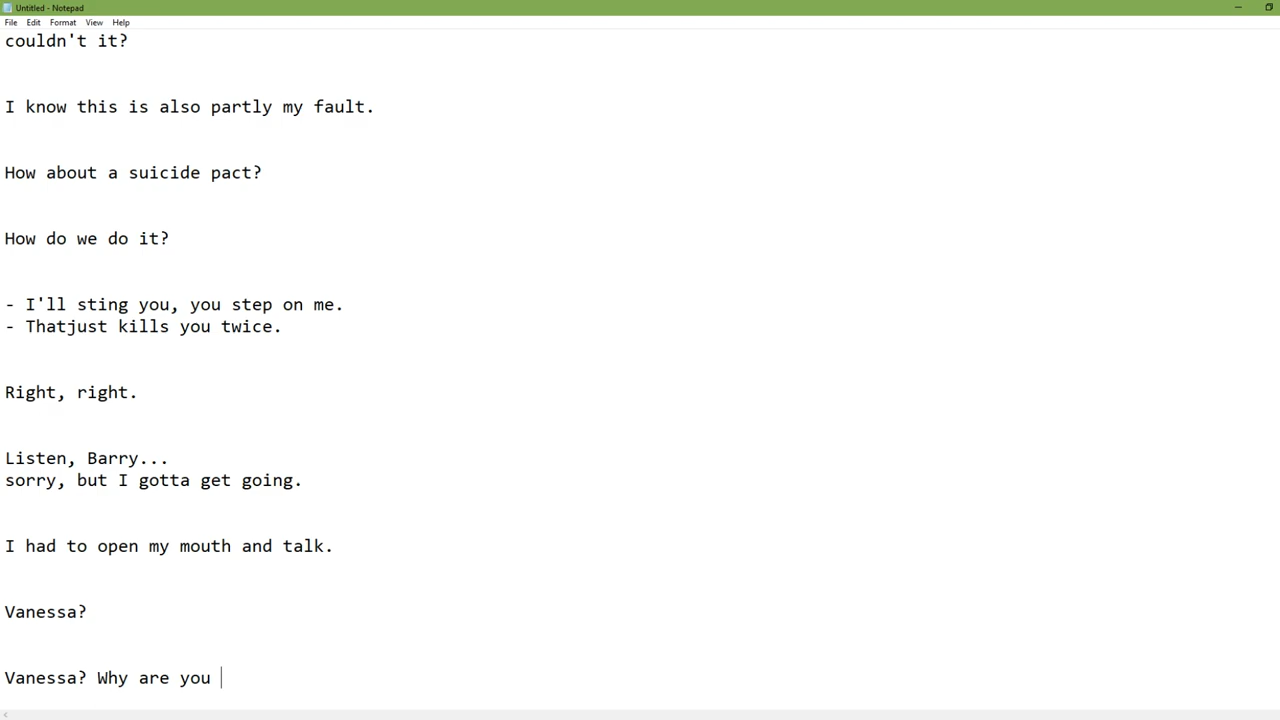 Untitled - Notepad
File Edit Format View Help
couldn't it?
I know this is also partly my fault.
How about a suicide pact?
How do we do it?
- I'll sting you, you step on me.
- Thatjust kills you twice.
Right, right.
Listen, Barry...
sorry, but I gotta get going.
I had to open my mouth and talk.
Vanessa?
Vanessa? Why are you